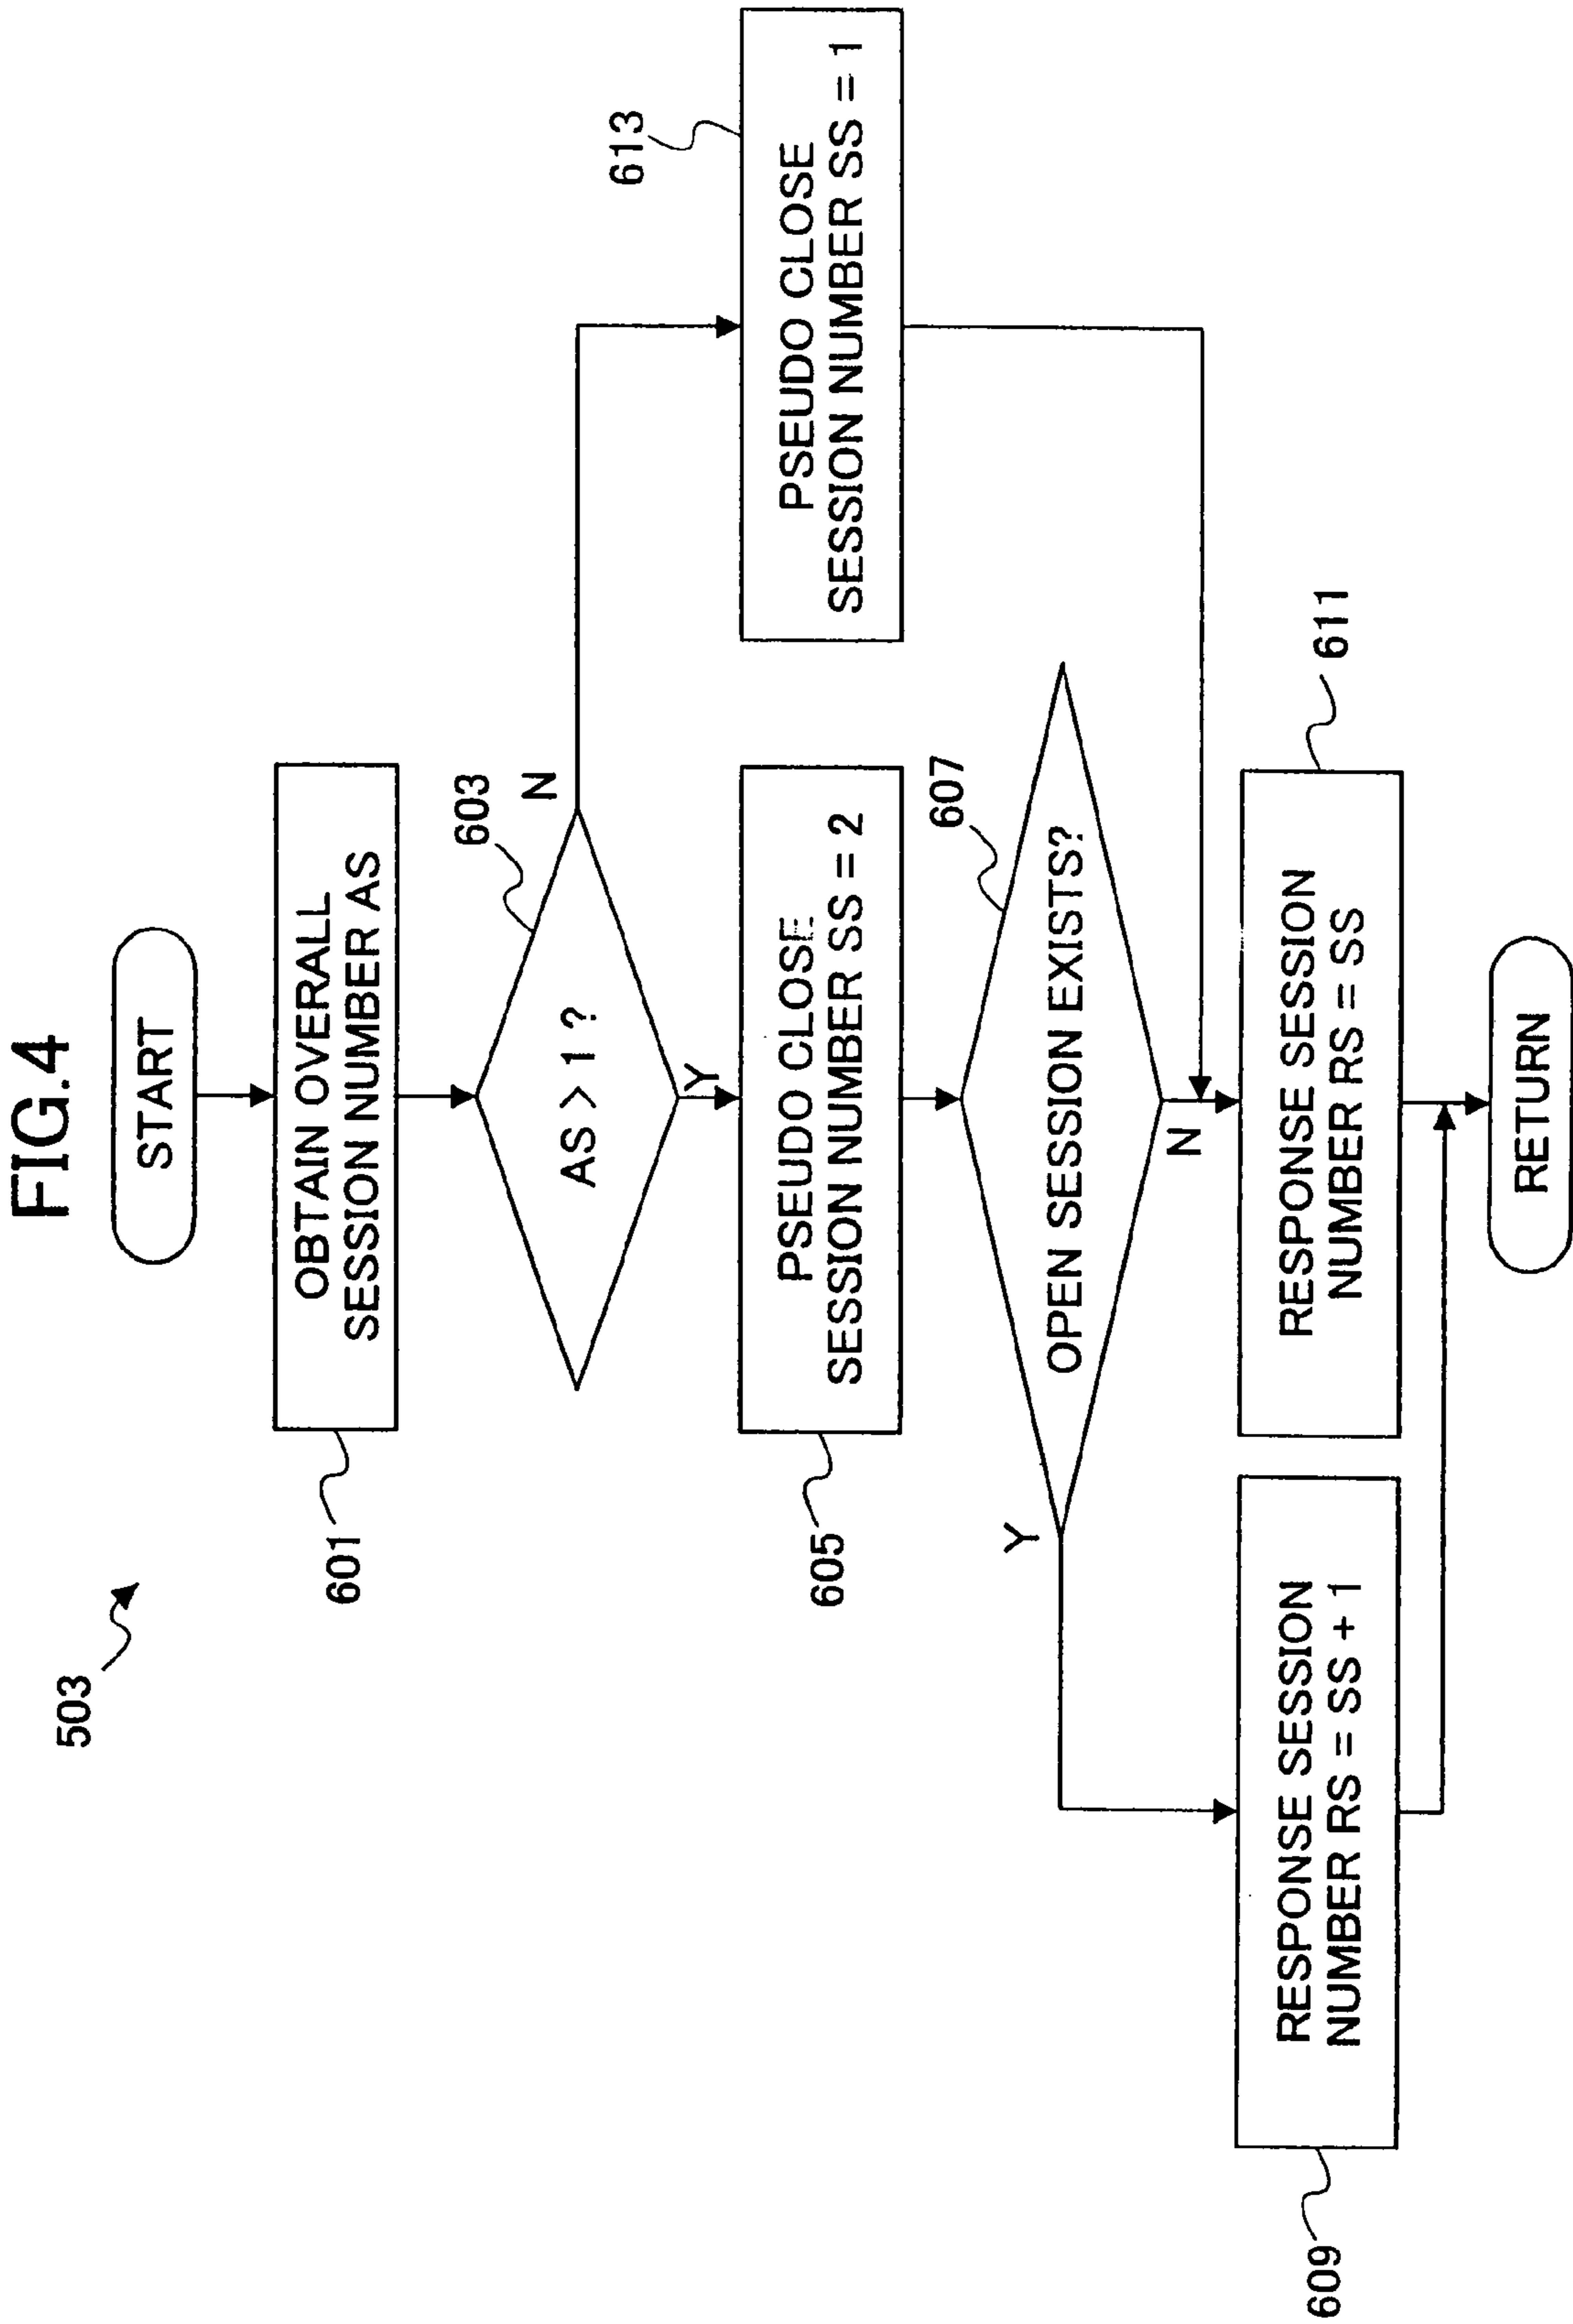 FIG.4
503
START
601
OBTAIN OVERALL
SESSION NUMBER AS
603
AS > 1 ?
N
Y
605
PSEUDO CLOSE
SESSION NUMBER SS = 2
613
PSEUDO CLOSE
SESSION NUMBER SS = 1
607
OPEN SESSION EXISTS?
Y
N
609
RESPONSE SESSION
NUMBER RS = SS + 1
611
RESPONSE SESSION
NUMBER RS = SS
RETURN